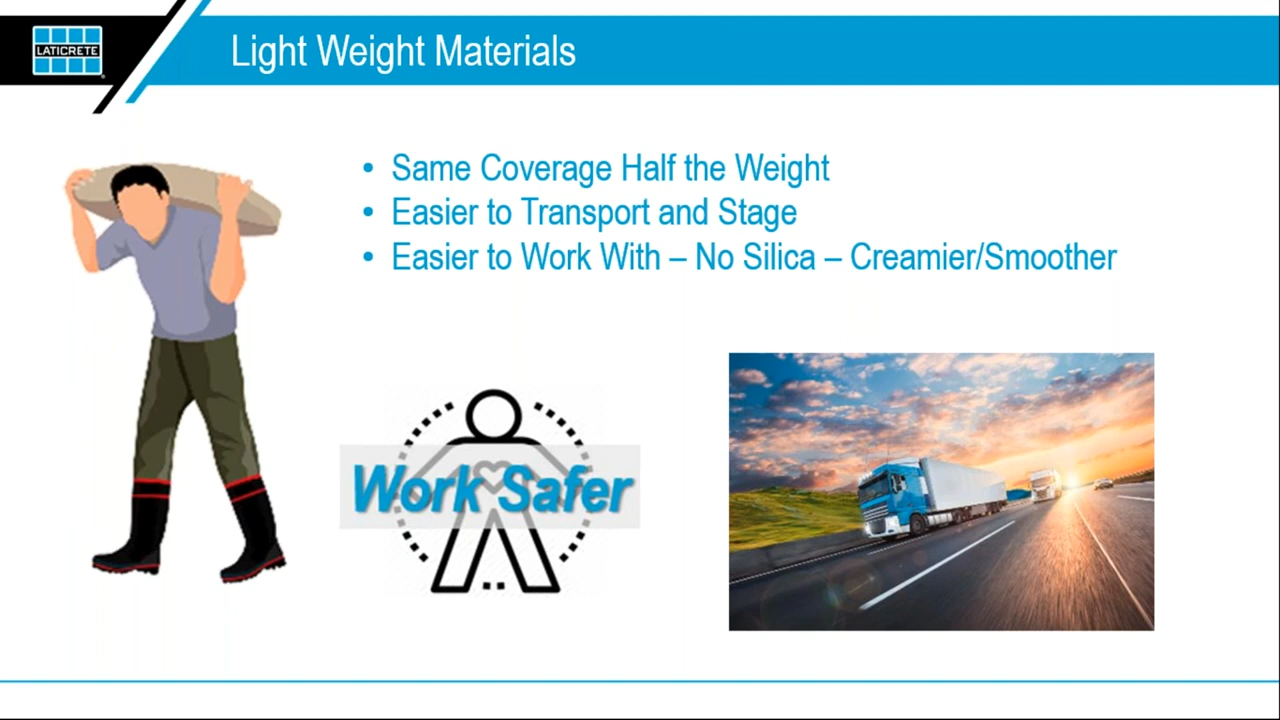 LATICRETE
Light Weight Materials
• Same Coverage Half the Weight
• Easier to Transport and Stage
• Easier to Work With – No Silica – Creamier/Smoother
Work Safer